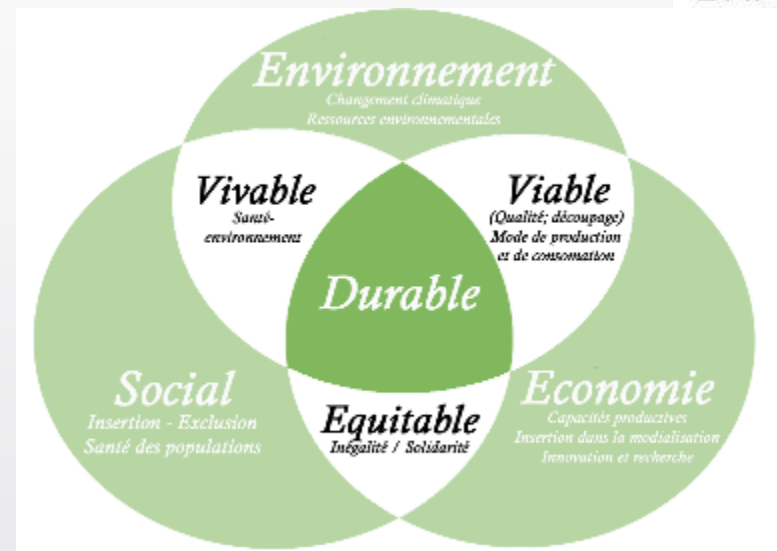 Environnement
Changement climatique
Ressources environnementales
Vivable
Santé-
environnement
Viable
(Qualité; découpage)
Mode de production
et de consomation
Durable
Social
Insertion - Exclusion
Santé des populations
Equitable
Inégalité / Solidarité
Economie
Capacités productives
Insertion dans la modialisation
Innovation et recherche